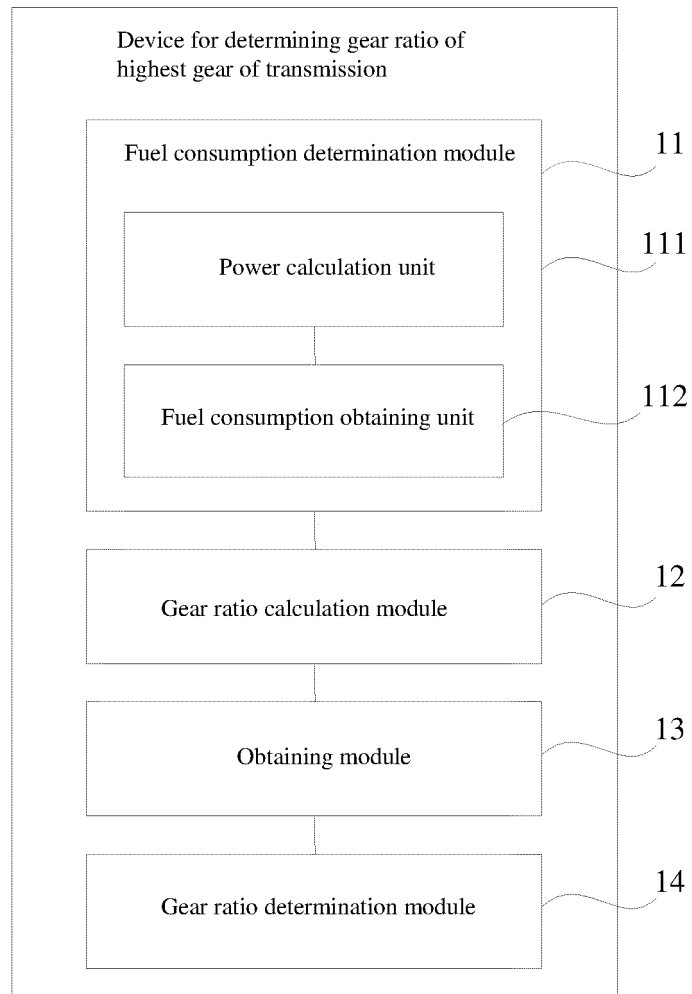 Device for determining gear ratio of
highest gear of transmission
Fuel consumption determination module
11
Power calculation unit
111
Fuel consumption obtaining unit
112
Gear ratio calculation module
12
Obtaining module
13
Gear ratio determination module
14